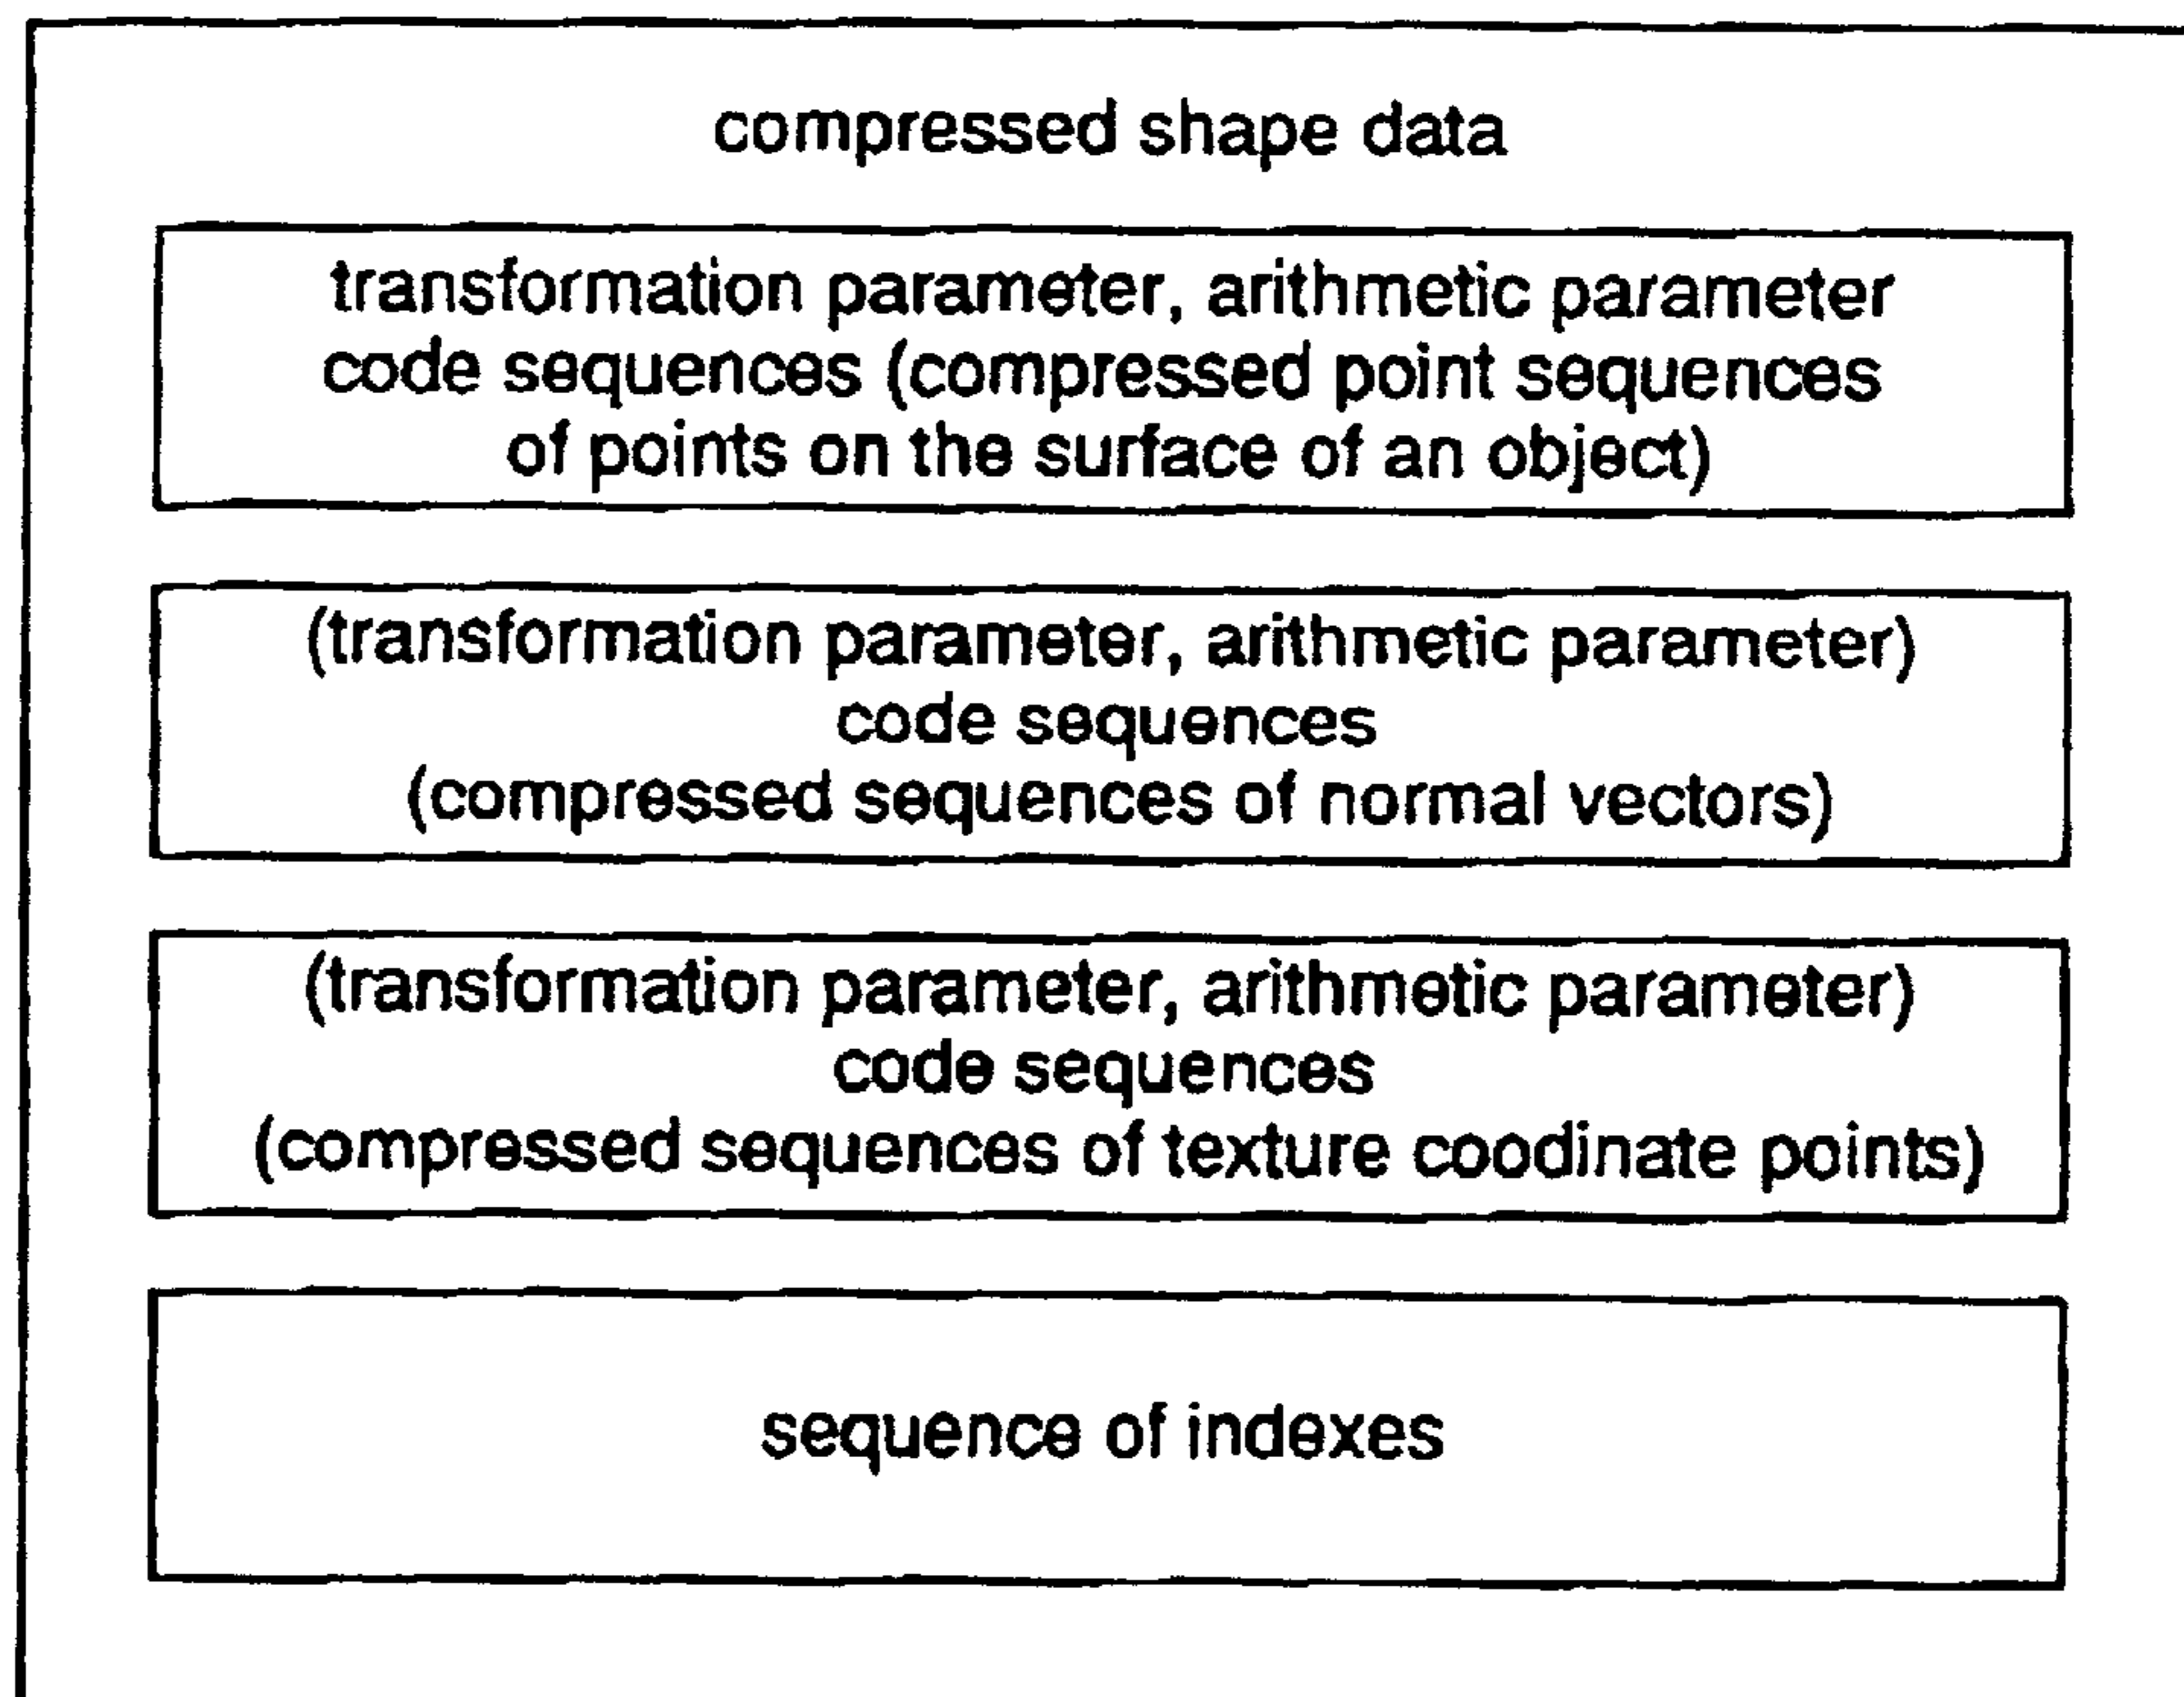 compressed shape data
transformation parameter, arithmetic parameter
code sequences (compressed point sequences
of points on the surface of an object)
(transformation parameter, arithmetic parameter)
code sequences
(compressed sequences of normal vectors)
(transformation parameter, arithmetic parameter)
code sequences
(compressed sequences of texture coodinate points)
sequence of indexes